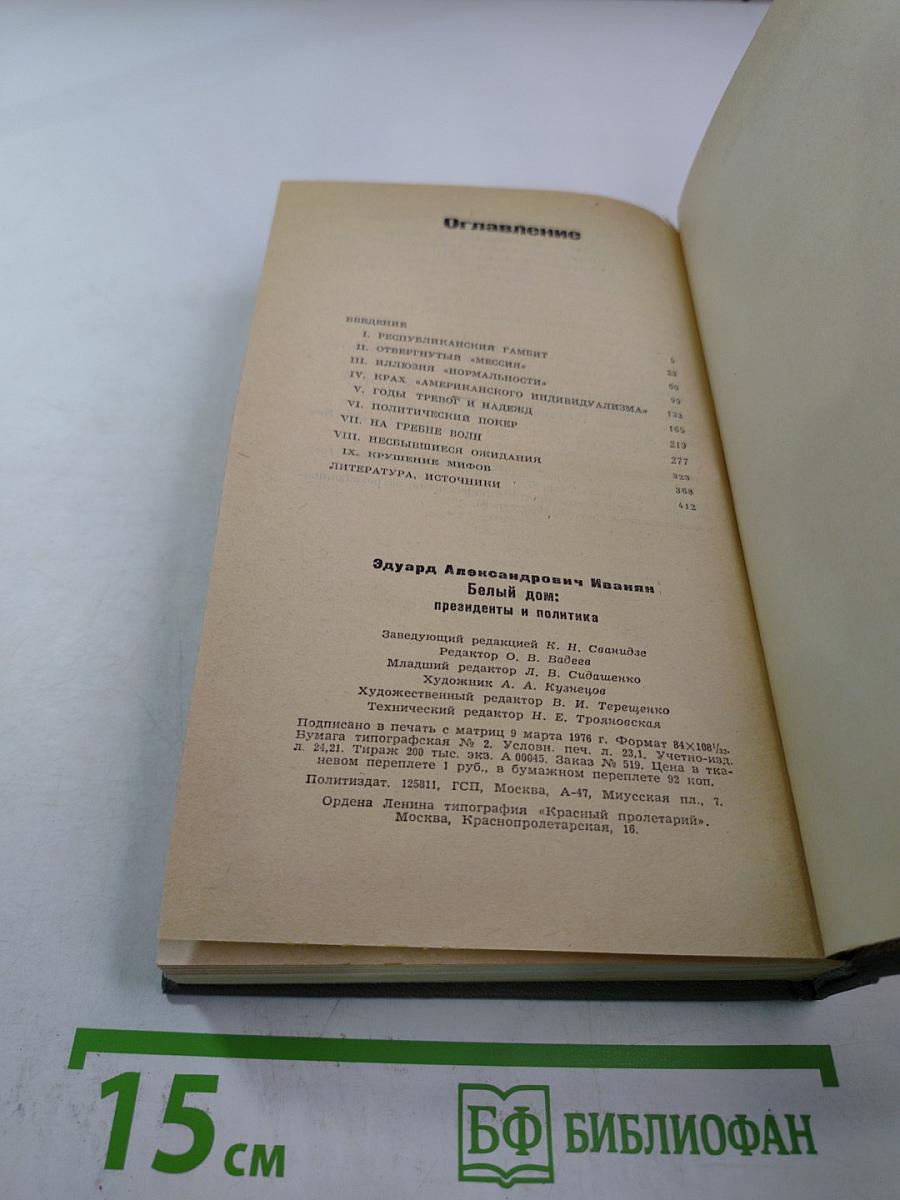 Оглавление
ВВЕДЕНИЕ 5
I. РЕСПУБЛИКАНСКИЙ ГАМБИТ 23
II. ОТВЕРГНУТЫЙ «МЕССИЯ» 60
III. ИЛЛЮЗИЯ «НОРМАЛЬНОСТИ» 99
IV. КРАХ «АМЕРИКАНСКОГО ИНДИВИДУАЛИЗМА» 133
V. ГОДЫ ТРЕВОГ И НАДЕЖД 165
VI. ПОЛИТИЧЕСКИЙ ПОКЕР 219
VII. НА ГРЕБНЕ ВОЛН 277
VIII. НЕСБЫВШИЕСЯ ОЖИДАНИЯ 323
IX. КРУШЕНИЕ МИФОВ 368
ЛИТЕРАТУРА, ИСТОЧНИКИ 412
Эдуард Александрович Иванян
Белый дом:
президенты и политика
Заведующий редакцией К. Н. Сванидзе
Редактор О. В. Вадеев
Младший редактор Л. В. Сидашенко
Художник А. А. Кузнецов
Художественный редактор В. И. Терещенко
Технический редактор Н. Е. Трояновская
Подписано в печать с матриц 9 марта 1976 г. Формат 84×108¹/₃₂.
Бумага типографская № 2. Условн. печ. л. 23,1. Учетно-изд.
л. 24,21. Тираж 200 тыс. экз. А 00045. Заказ № 519. Цена в тка-
невом переплете 1 руб., в бумажном переплете 92 коп.
Политиздат. 125811, ГСП, Москва, А-47, Миусская пл., 7.
Ордена Ленина типография «Красный пролетарий».
Москва, Краснопролетарская, 16.
15 см
БФ БИБЛИОФАН